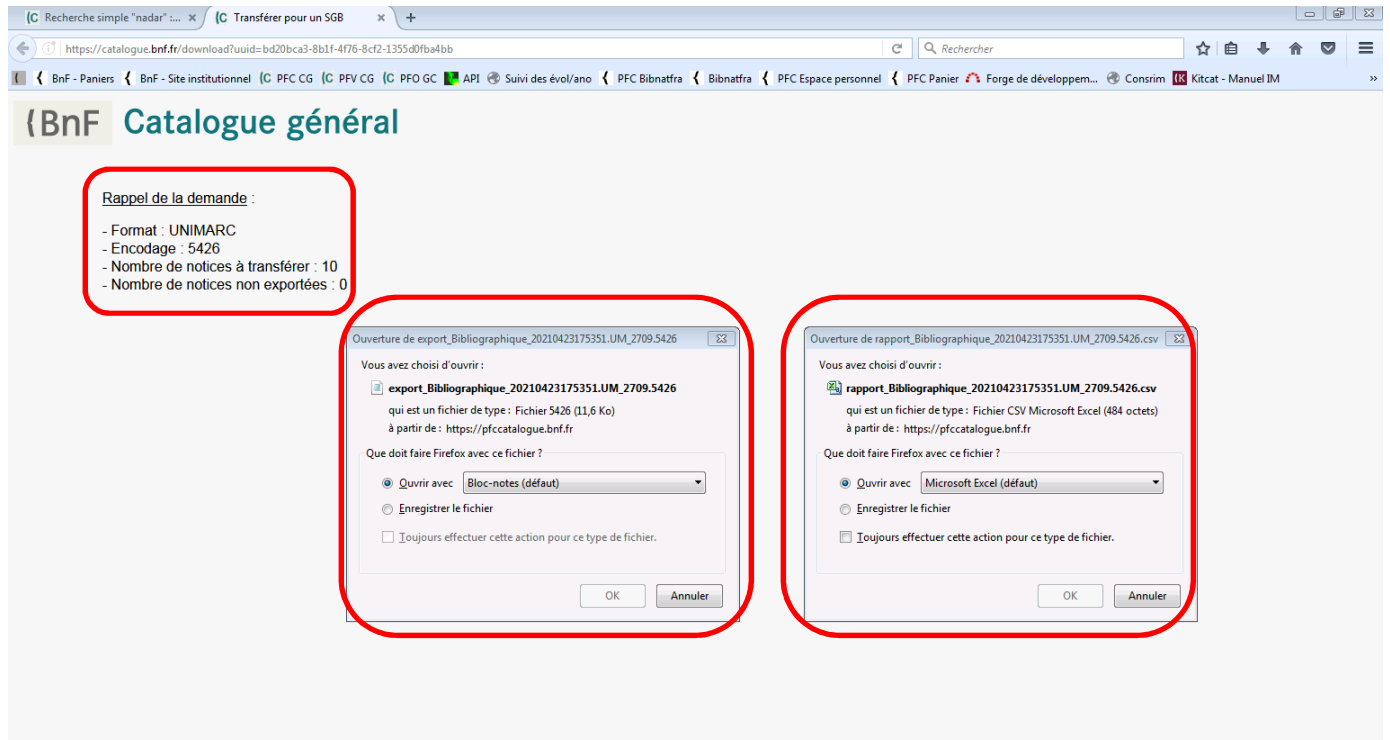 Recherche simple "nadar" :...
Transférer pour un SGB
https://catalogue.bnf.fr/download?uuid=bd20bca3-8b1f-4f76-8cf2-1355d0fba4bb
Rechercher
BnF - Paniers BnF - Site institutionnel PFC CG PFV CG PFO GC API Suivi des évol/ano PFC Bibnatfra Bibnatfra PFC Espace personnel PFC Panier Forge de développem... Consrim Kitcat - Manuel IM »
{BnF Catalogue général
Rappel de la demande :
- Format : UNIMARC
- Encodage : 5426
- Nombre de notices à transférer : 10
- Nombre de notices non exportées : 0
Ouverture de export_Bibliographique_20210423175351.UM_2709.5426
Vous avez choisi d'ouvrir :
export_Bibliographique_20210423175351.UM_2709.5426
qui est un fichier de type : Fichier 5426 (11,6 Ko)
à partir de : https://pfccatalogue.bnf.fr
Que doit faire Firefox avec ce fichier ?
Ouvrir avec Bloc-notes (défaut)
Enregistrer le fichier
Toujours effectuer cette action pour ce type de fichier.
OK Annuler
Ouverture de rapport_Bibliographique_20210423175351.UM_2709.5426.csv
Vous avez choisi d'ouvrir :
rapport_Bibliographique_20210423175351.UM_2709.5426.csv
qui est un fichier de type : Fichier CSV Microsoft Excel (484 octets)
à partir de : https://pfccatalogue.bnf.fr
Que doit faire Firefox avec ce fichier ?
Ouvrir avec Microsoft Excel (défaut)
Enregistrer le fichier
Toujours effectuer cette action pour ce type de fichier.
OK Annuler